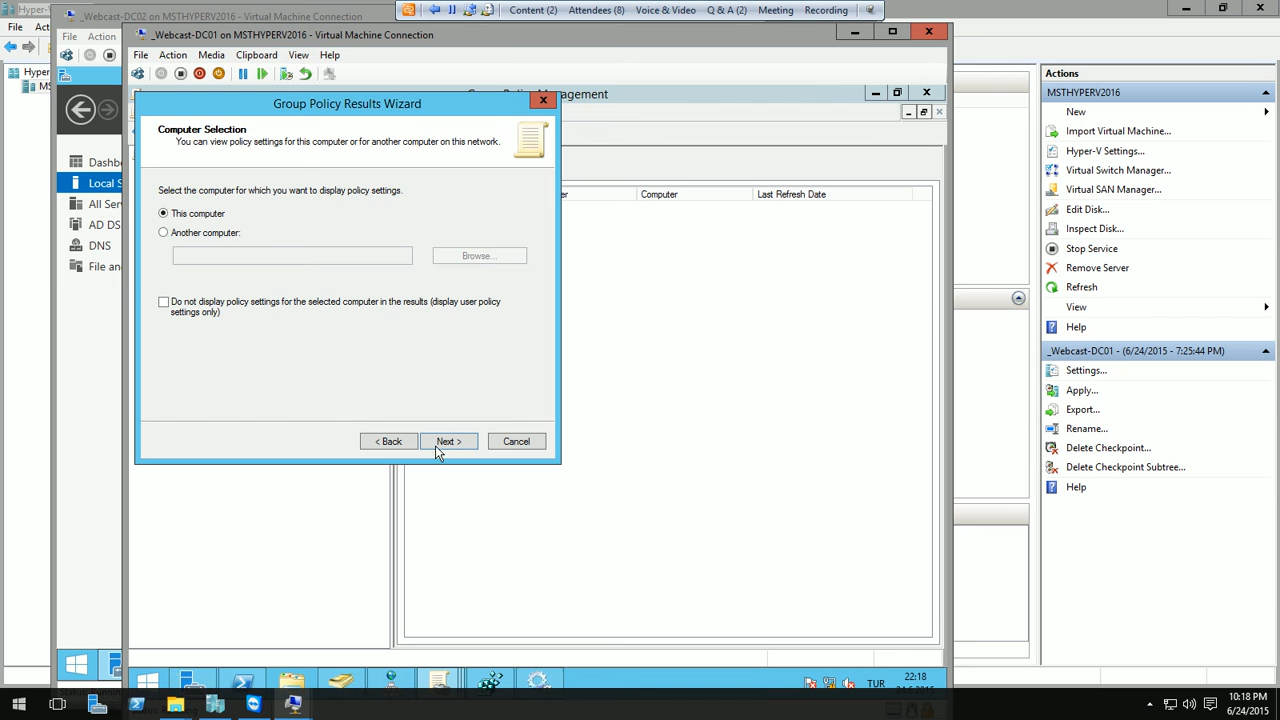 Hyper-V
_Webcast-DC02 on MSTHYPERV2016 - Virtual Machine Connection
Content (2) Attendees (8) Voice & Video Q & A (2) Meeting Recording
File Action
File Action
_Webcast-DC01 on MSTHYPERV2016 - Virtual Machine Connection
File Action Media Clipboard View Help
Hyper
MS
Management
Group Policy Results Wizard
Computer Selection
You can view policy settings for this computer or for another computer on this network.
Select the computer for which you want to display policy settings.
This computer
Another computer:
Browse...
Do not display policy settings for the selected computer in the results (display user policy
settings only)
< Back Next > Cancel
Computer Last Refresh Date
Dashb
Local S
All Serv
AD DS
DNS
File an
Actions
MSTHYPERV2016
New
Import Virtual Machine...
Hyper-V Settings...
Virtual Switch Manager...
Virtual SAN Manager...
Edit Disk...
Inspect Disk...
Stop Service
Remove Server
Refresh
View
Help
_Webcast-DC01 - (6/24/2015 - 7:25:44 PM)
Settings...
Apply...
Export...
Rename...
Delete Checkpoint...
Delete Checkpoint Subtree...
Help
TUR
22:18
10:18 PM
6/24/2015